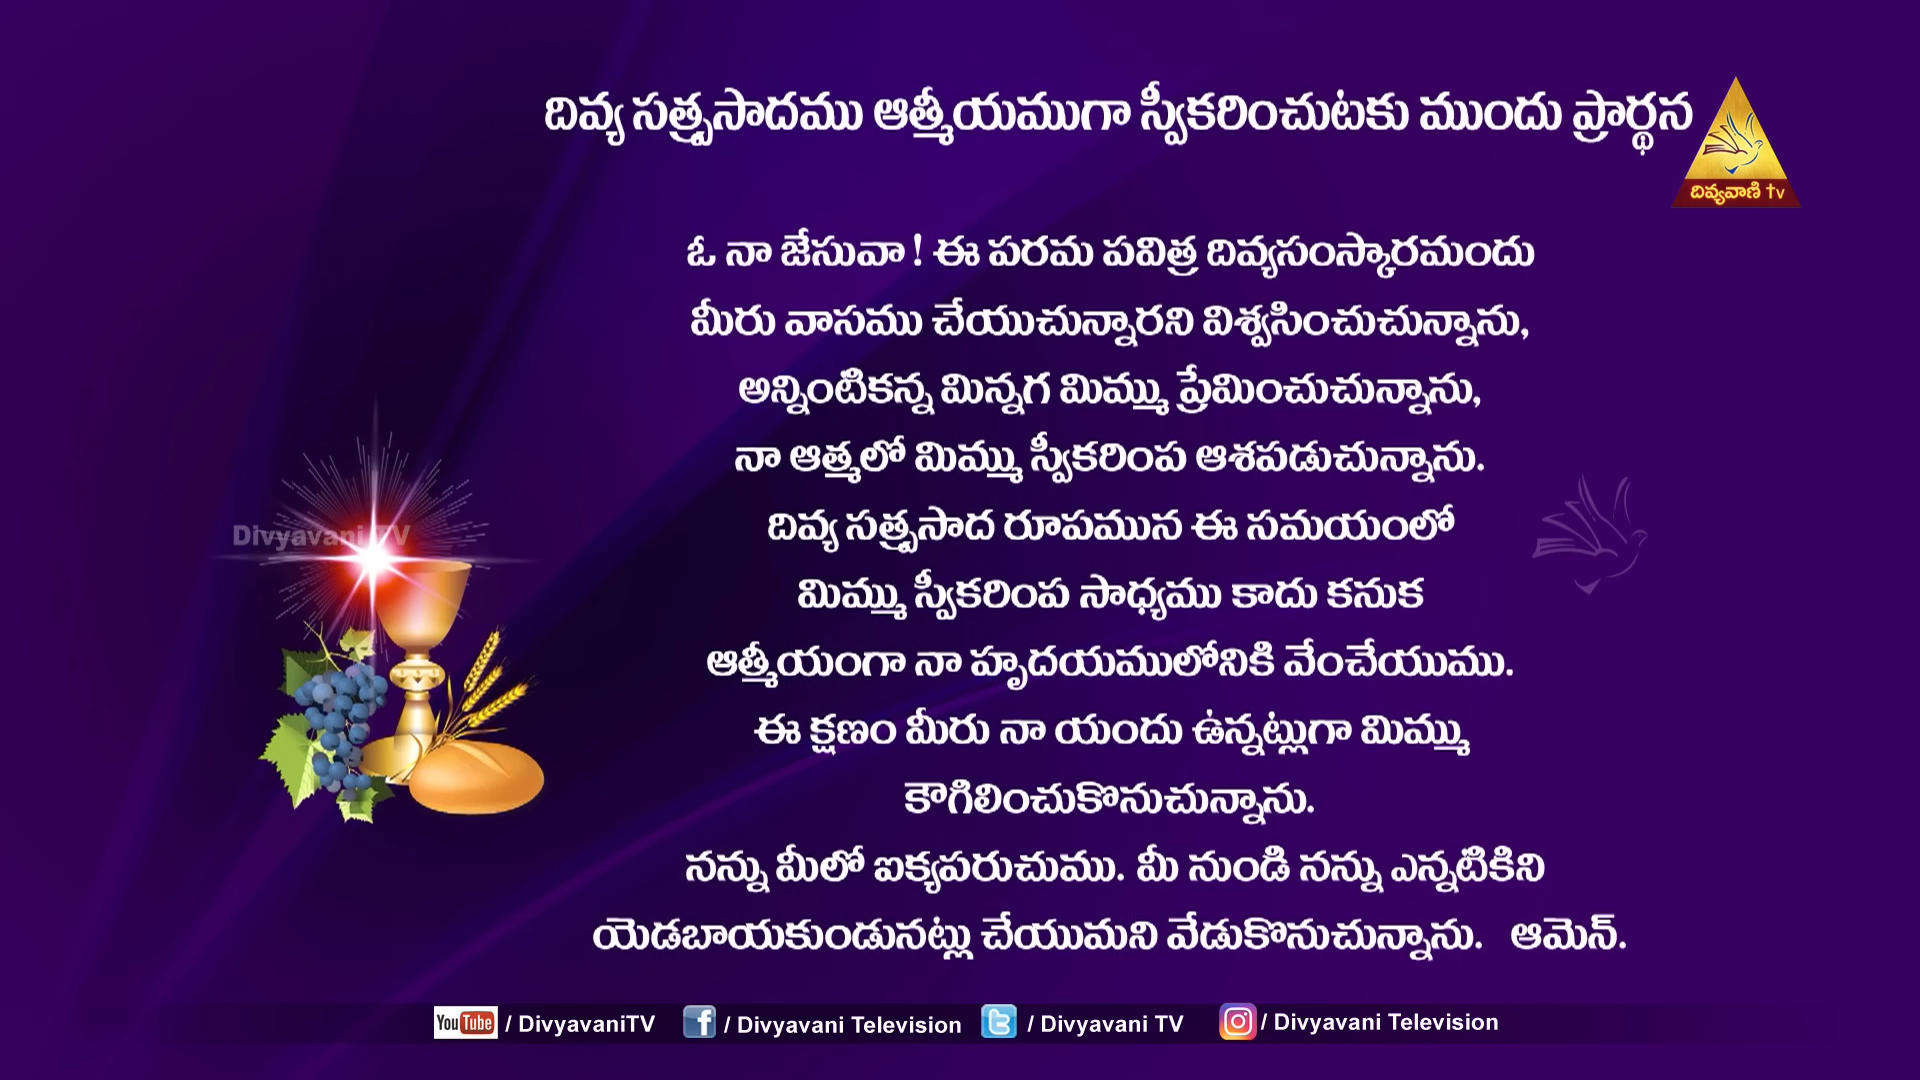 దివ్య సత్ప్రసాదము ఆత్మీయముగా స్వీకరించుటకు ముందు ప్రార్థన
దివ్యవాణి tv
ఓ నా జేసువా ! ఈ పరమ పవిత్ర దివ్యసంస్కారమందు
మీరు వాసము చేయుచున్నారని విశ్వసించుచున్నాను,
అన్నింటికన్న మిన్నగ మిమ్ము ప్రేమించుచున్నాను,
నా ఆత్మలో మిమ్ము స్వీకరింప ఆశపడుచున్నాను.
దివ్య సత్ప్రసాద రూపమున ఈ సమయంలో
Divyavani TV
మిమ్ము స్వీకరింప సాధ్యము కాదు కనుక
ఆత్మీయంగా నా హృదయములోనికి వేంచేయుము.
ఈ క్షణం మీరు నా యందు ఉన్నట్లుగా మిమ్ము
కౌగిలించుకొనుచున్నాను.
నన్ను మీలో ఐక్యపరుచుము. మీ నుండి నన్ను ఎన్నటికిని
యెడబాయకుండునట్లు చేయుమని వేడుకొనుచున్నాను. ఆమెన్.
YouTube / DivyavaniTV f / Divyavani Television / Divyavani TV / Divyavani Television